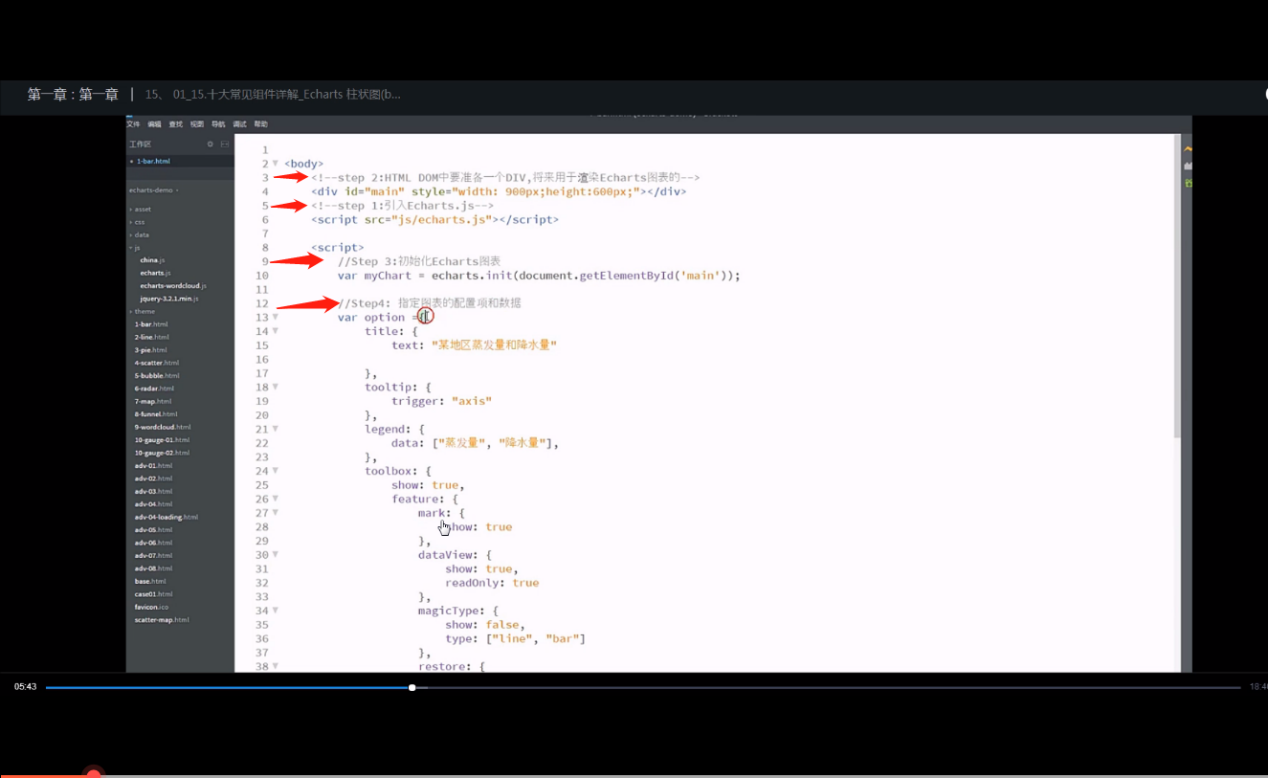 第一章 : 第一章 | 15、 01_15.十大常见组件详解_Echarts 柱状图(b...
文件 编辑 查找 视图 导航 调试 帮助
工作区
1-bar.html
echarts-demo
asset
css
data
js
china.js
echarts.js
echarts-wordcloud.js
jquery-3.2.1.min.js
theme
1-bar.html
2-line.html
3-pie.html
4-scatter.html
5-bubble.html
6-radar.html
7-map.html
8-funnel.html
9-wordcloud.html
10-gauge-01.html
10-gauge-02.html
adv-01.html
adv-02.html
adv-03.html
adv-04.html
adv-04-loading.html
adv-05.html
adv-06.html
adv-07.html
adv-08.html
base.html
case01.html
favicon.ico
scatter-map.html
1
2 <body>
3 <!--step 2:HTML DOM中要准备一个DIV,将来用于渲染Echarts图表的-->
4 <div id="main" style="width: 900px;height:600px;"></div>
5 <!--step 1:引入Echarts.js-->
6 <script src="js/echarts.js"></script>
7
8 <script>
9 //Step 3:初始化Echarts图表
10 var myChart = echarts.init(document.getElementById('main'));
11
12 //Step4: 指定图表的配置项和数据
13 var option ={
14 title: {
15 text: "某地区蒸发量和降水量"
16
17 },
18 tooltip: {
19 trigger: "axis"
20 },
21 legend: {
22 data: ["蒸发量", "降水量"],
23 },
24 toolbox: {
25 show: true,
26 feature: {
27 mark: {
28 show: true
29 },
30 dataView: {
31 show: true,
32 readOnly: true
33 },
34 magicType: {
35 show: false,
36 type: ["line", "bar"]
37 },
38 restore: {
05:43